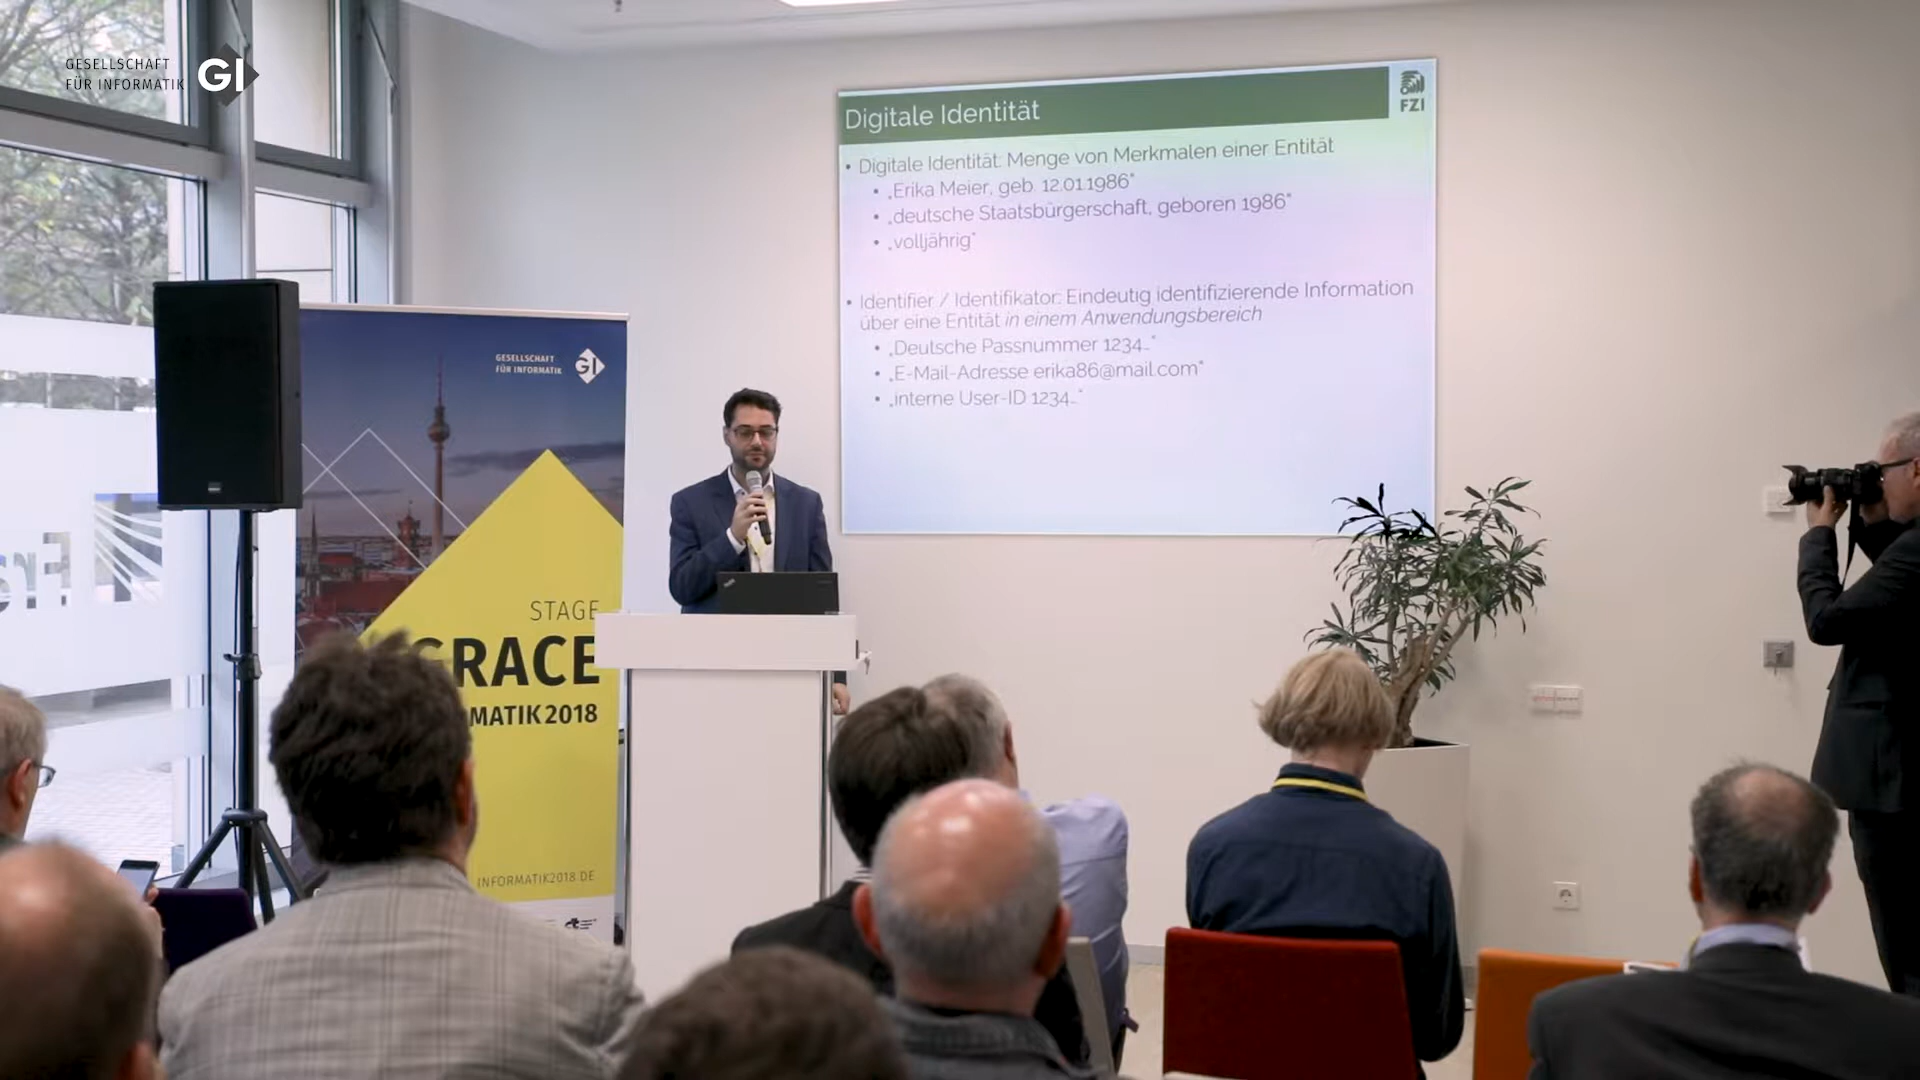 GESELLSCHAFT
FÜR INFORMATIK
GI
Digitale Identität
FZI
• Digitale Identität: Menge von Merkmalen einer Entität
• „Erika Meier, geb. 12.01.1986“
• „deutsche Staatsbürgerschaft, geboren 1986“
• „volljährig“
• Identifier / Identifikator: Eindeutig identifizierende Information
über eine Entität in einem Anwendungsbereich
• „Deutsche Passnummer 1234...“
• „E-Mail-Adresse erika86@mail.com“
• „interne User-ID 1234...“
GESELLSCHAFT
FÜR INFORMATIK
GI
STAGE
GRACE
MATIK2018
INFORMATIK2018.DE